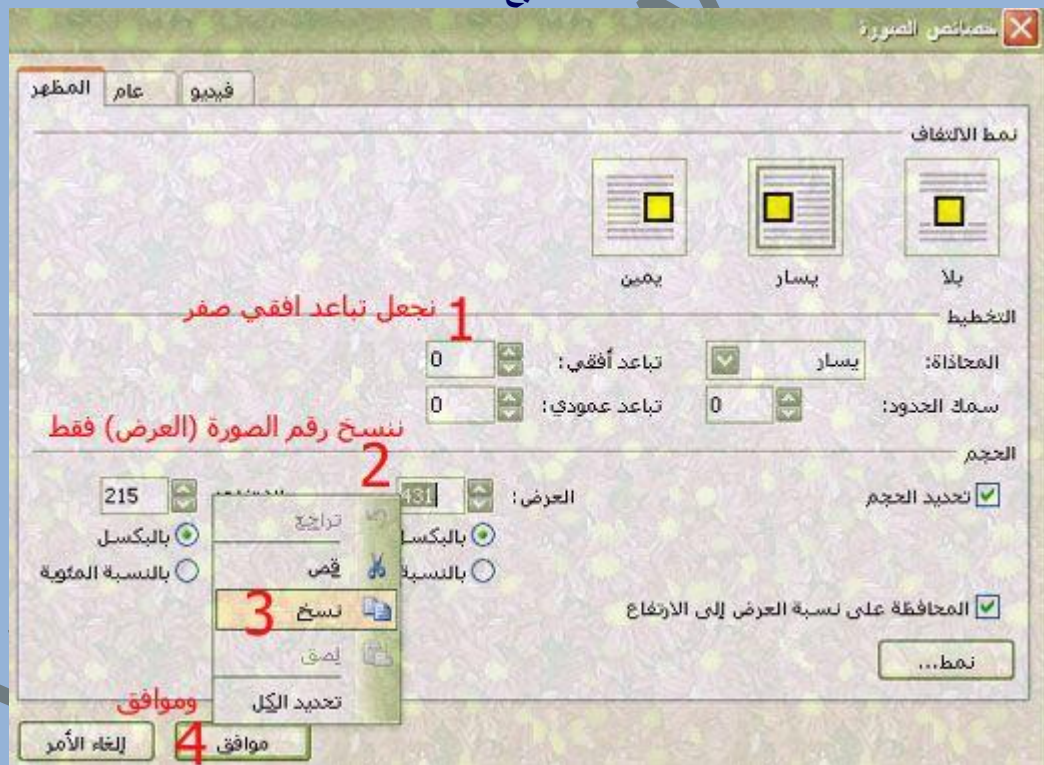 خصائص الصورة
المظهر عام فيديو
نمط الالتفاف
بلا يسار يمين
1 نجعل تباعد افقي صفر
التخطيط
المحاذاة: يسار تباعد أفقي: 0
سمك الحدود: 0 تباعد عمودي: 0
ننسخ رقم الصورة (العرض) فقط
2
الحجم
تحديد الحجم العرض: 431 215
بالبكسل بالبكسل
بالنسبة بالنسبة المئوية
تراجع
قص
3 نسخ
لصق
تحديد الكل
المحافظة على نسبة العرض إلى الارتفاع
نمط...
وموافق
4 موافق إلغاء الأمر